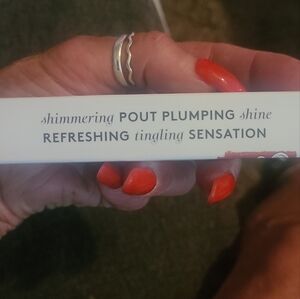 shimmering POUT PLUMPING shine
REFRESHING tingling SENSATION